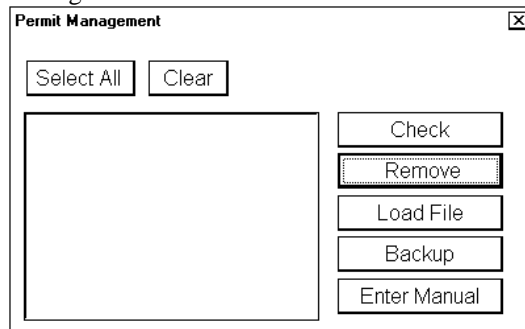 Permit Management
Select All Clear
Check
Remove
Load File
Backup
Enter Manual